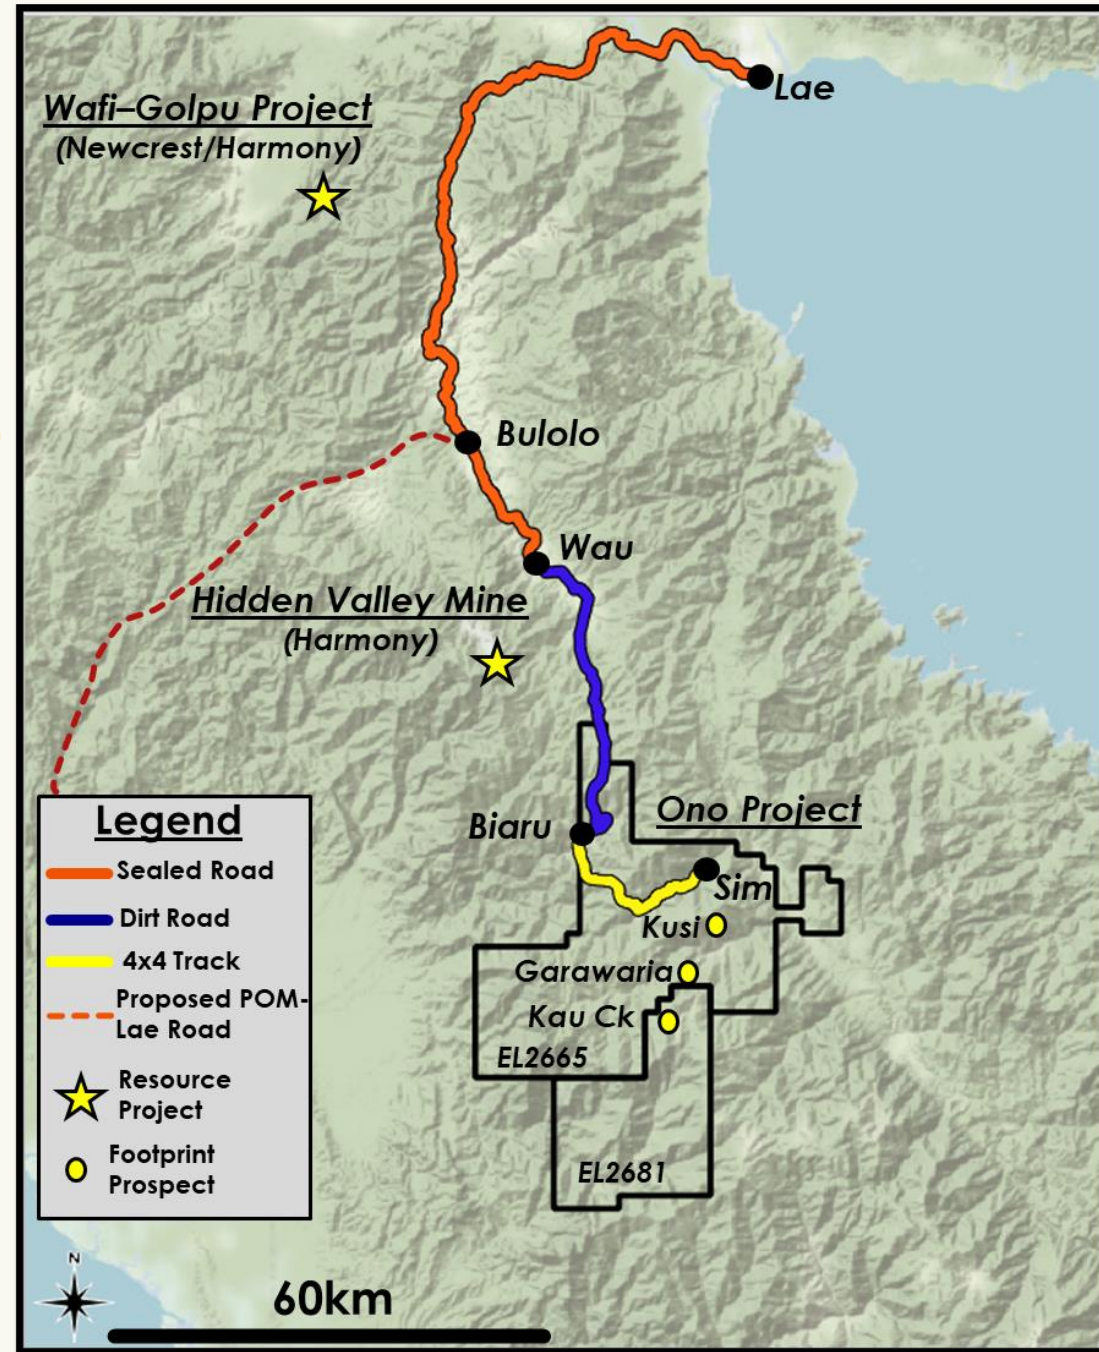 Lae
Wafi–Golpu Project
(Newcrest/Harmony)
Bulolo
Wau
Hidden Valley Mine
(Harmony)
Ono Project
Biaru
Sim
Kusi
Garawaria
Kau Ck
EL2665
EL2681
Legend
Sealed Road
Dirt Road
4x4 Track
Proposed POM-
Lae Road
Resource
Project
Footprint
Prospect
N
60km